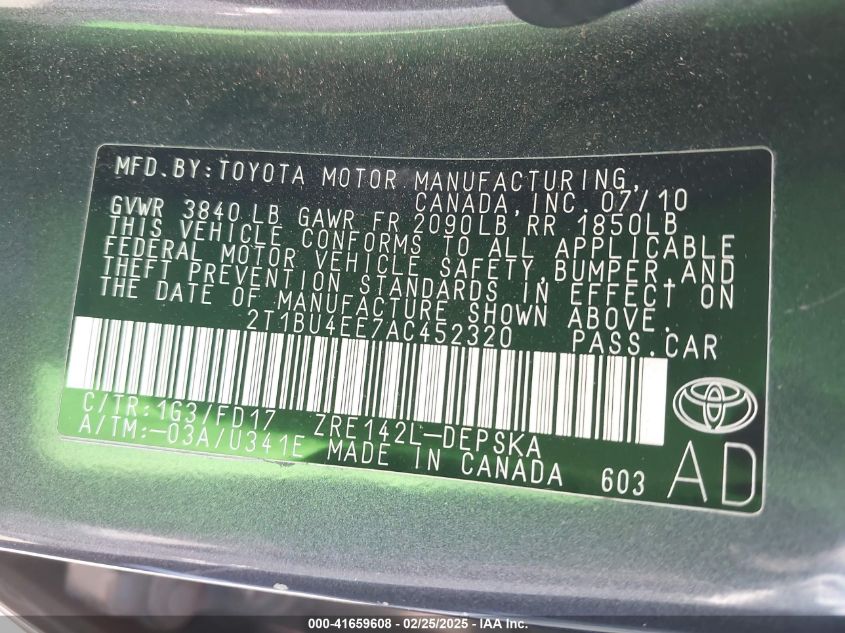 MFD.BY:TOYOTA MOTOR MANUFACTURING,
CANADA, INC. 07/10
GVWR 3840 LB GAWR FR 2090LB RR 1850LB
THIS VEHICLE CONFORMS TO ALL APPLICABLE
FEDERAL MOTOR VEHICLE SAFETY, BUMPER, AND
THEFT PREVENTION STANDARDS IN EFFECT ON
THE DATE OF MANUFACTURE SHOWN ABOVE.
2T1BU4EE7AC452320 PASS.CAR
C/TR:1G3/FD17 ZRE142L-DEPSKA
A/TM:-03A/U341E MADE IN CANADA 603 AD
000-41659608 - 02/25/2025 - IAA Inc.